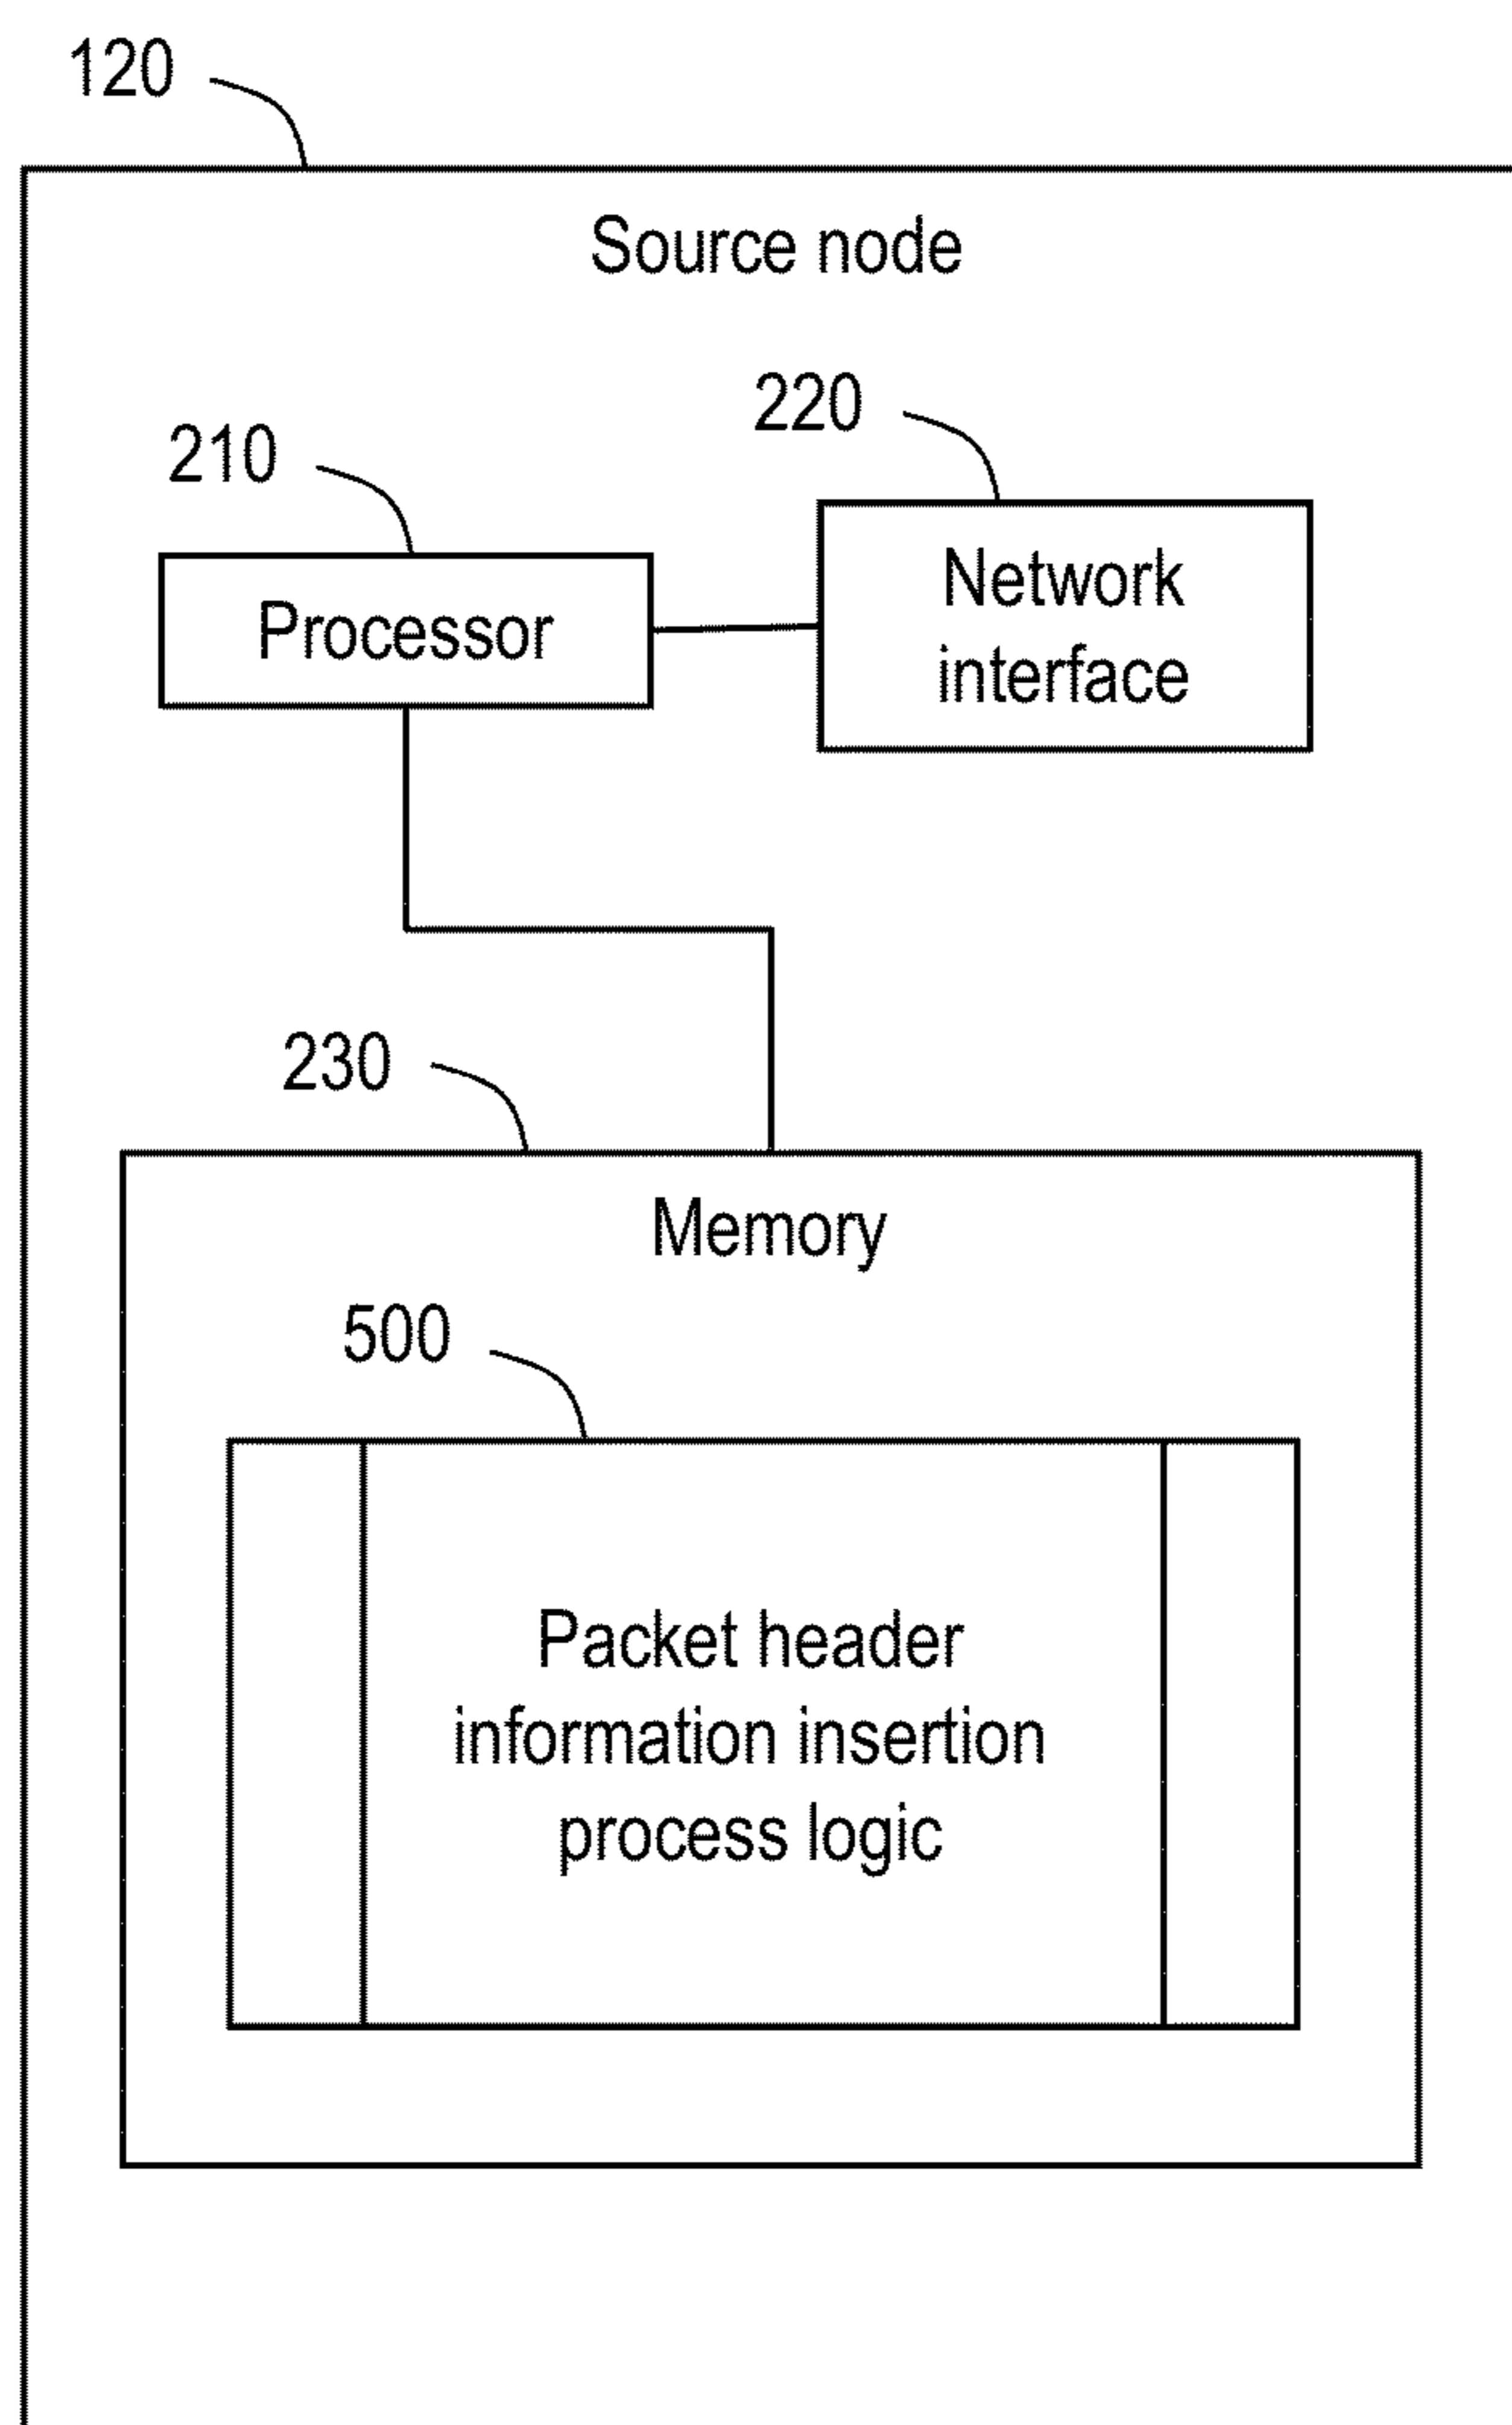 120
Source node
220
210
Network
interface
Processor
230
Memory
500
Packet header
information insertion
process logic